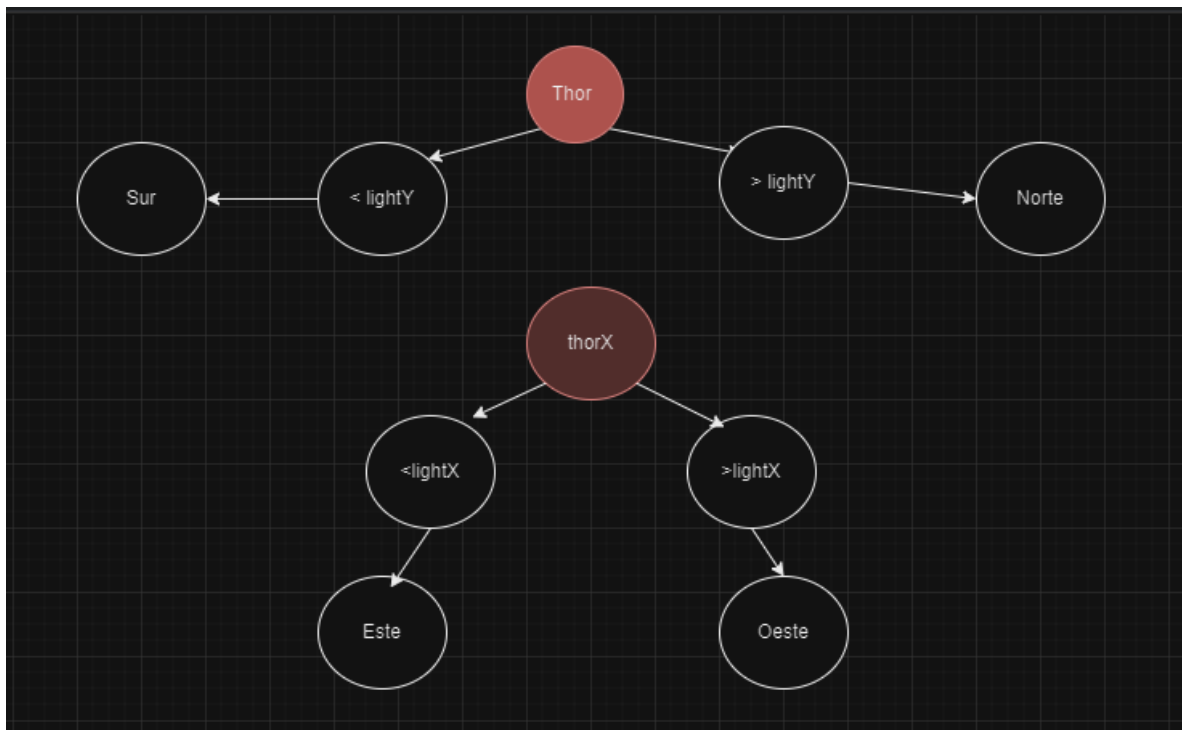 Thor
Sur
< lightY
> lightY
Norte
thorX
<lightX
>lightX
Este
Oeste